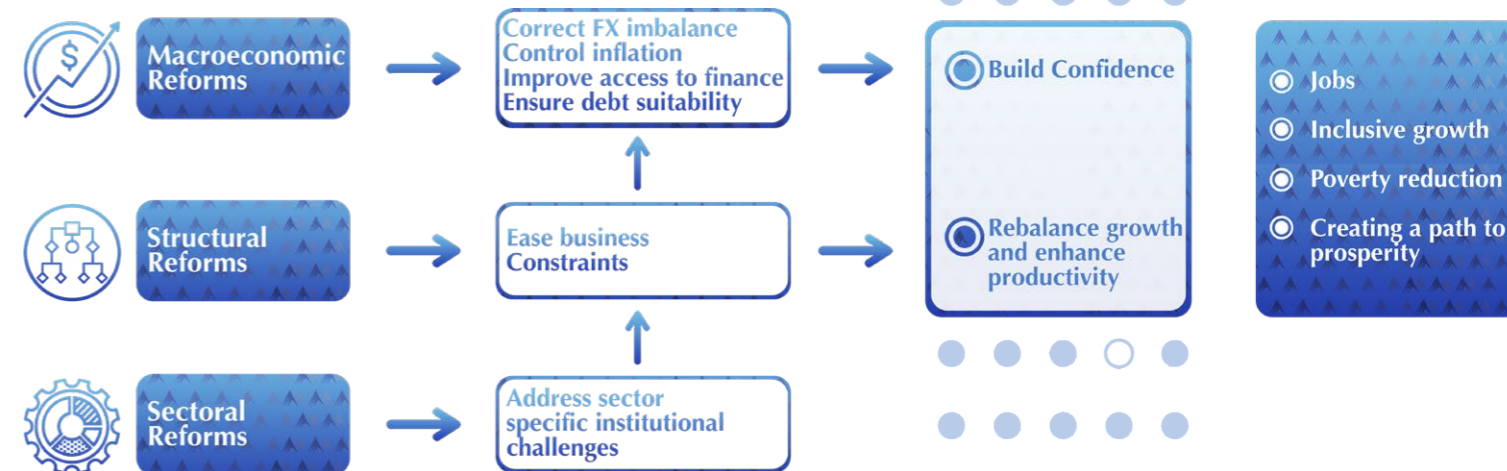 Macroeconomic
Reforms
Correct FX imbalance
Control inflation
Improve access to finance
Ensure debt suitability
Build Confidence
Jobs
Inclusive growth
Poverty reduction
Creating a path to
prosperity
Structural
Reforms
Ease business
Constraints
Rebalance growth
and enhance
productivity
Sectoral
Reforms
Address sector
specific institutional
challenges